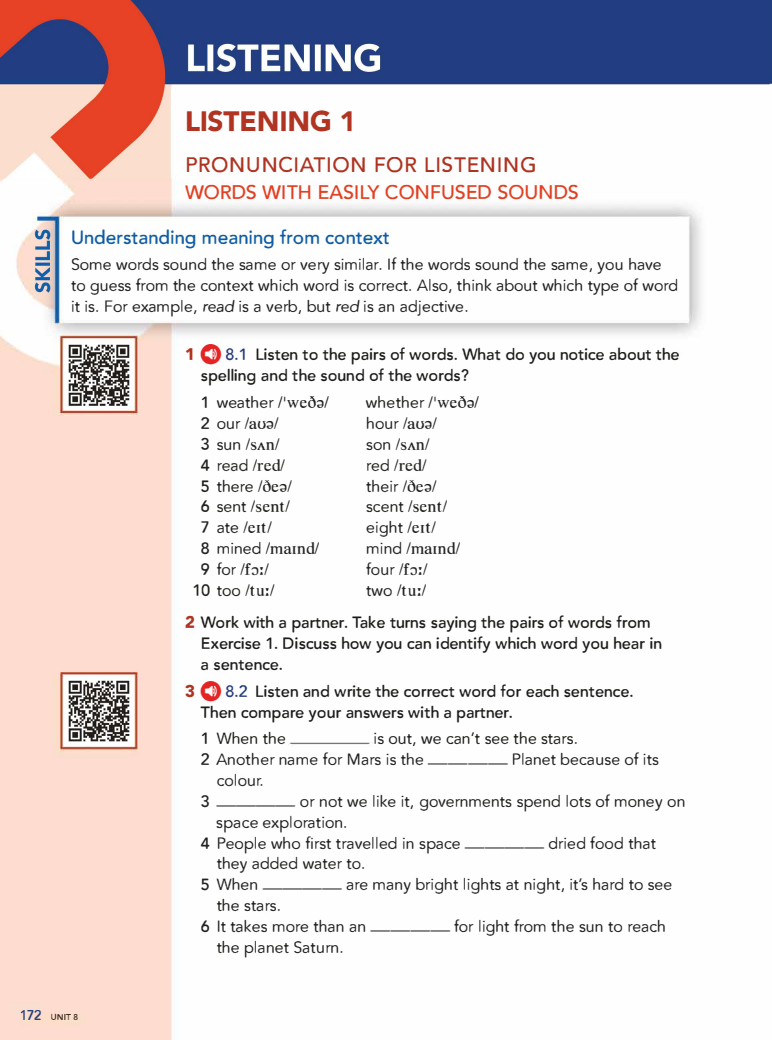 LISTENING
LISTENING 1
PRONUNCIATION FOR LISTENING
WORDS WITH EASILY CONFUSED SOUNDS
SKILLS
Understanding meaning from context
Some words sound the same or very similar. If the words sound the same, you have
to guess from the context which word is correct. Also, think about which type of word
it is. For example, read is a verb, but red is an adjective.
1 8.1 Listen to the pairs of words. What do you notice about the
spelling and the sound of the words?
1 weather /ˈweðə/ whether /ˈweðə/
2 our /aʊə/ hour /aʊə/
3 sun /sʌn/ son /sʌn/
4 read /red/ red /red/
5 there /ðeə/ their /ðeə/
6 sent /sent/ scent /sent/
7 ate /eɪt/ eight /eɪt/
8 mined /maɪnd/ mind /maɪnd/
9 for /fɔː/ four /fɔː/
10 too /tuː/ two /tuː/
2 Work with a partner. Take turns saying the pairs of words from
Exercise 1. Discuss how you can identify which word you hear in
a sentence.
3 8.2 Listen and write the correct word for each sentence.
Then compare your answers with a partner.
1 When the _________ is out, we can't see the stars.
2 Another name for Mars is the _________ Planet because of its
colour.
3 _________ or not we like it, governments spend lots of money on
space exploration.
4 People who first travelled in space _________ dried food that
they added water to.
5 When _________ are many bright lights at night, it's hard to see
the stars.
6 It takes more than an _________ for light from the sun to reach
the planet Saturn.
172 UNIT 8